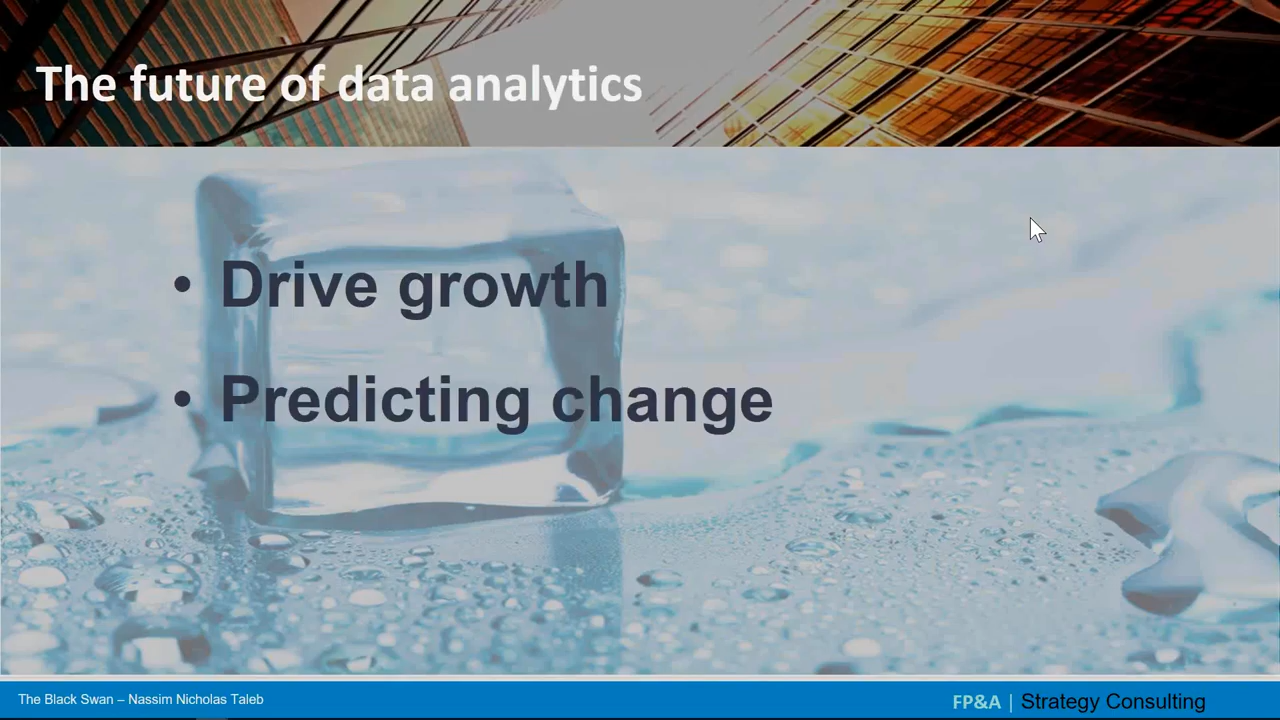 The future of data analytics
• Drive growth
• Predicting change
The Black Swan – Nassim Nicholas Taleb
FP&A | Strategy Consulting